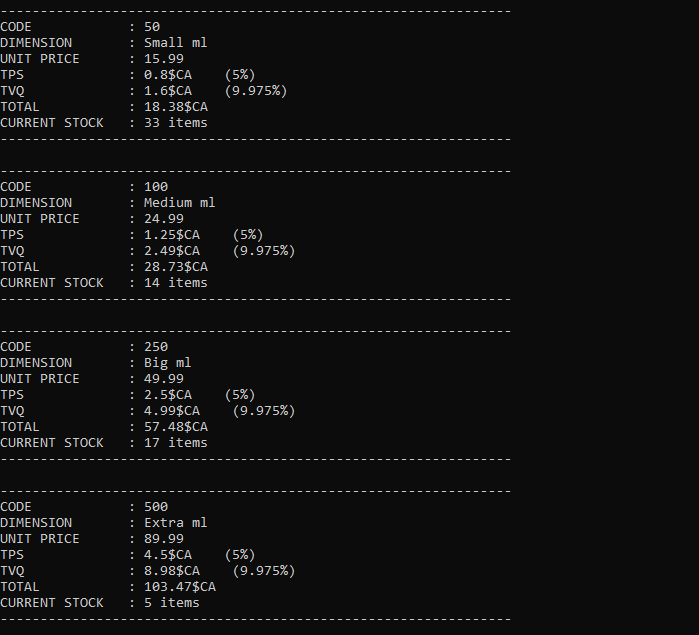 ----------------------------------------------------------------
CODE            : 50
DIMENSION       : Small ml
UNIT PRICE      : 15.99
TPS             : 0.8$CA    (5%)
TVQ             : 1.6$CA    (9.975%)
TOTAL           : 18.38$CA
CURRENT STOCK   : 33 items
----------------------------------------------------------------

----------------------------------------------------------------
CODE            : 100
DIMENSION       : Medium ml
UNIT PRICE      : 24.99
TPS             : 1.25$CA    (5%)
TVQ             : 2.49$CA    (9.975%)
TOTAL           : 28.73$CA
CURRENT STOCK   : 14 items
----------------------------------------------------------------

----------------------------------------------------------------
CODE            : 250
DIMENSION       : Big ml
UNIT PRICE      : 49.99
TPS             : 2.5$CA    (5%)
TVQ             : 4.99$CA    (9.975%)
TOTAL           : 57.48$CA
CURRENT STOCK   : 17 items
----------------------------------------------------------------

----------------------------------------------------------------
CODE            : 500
DIMENSION       : Extra ml
UNIT PRICE      : 89.99
TPS             : 4.5$CA    (5%)
TVQ             : 8.98$CA    (9.975%)
TOTAL           : 103.47$CA
CURRENT STOCK   : 5 items
----------------------------------------------------------------